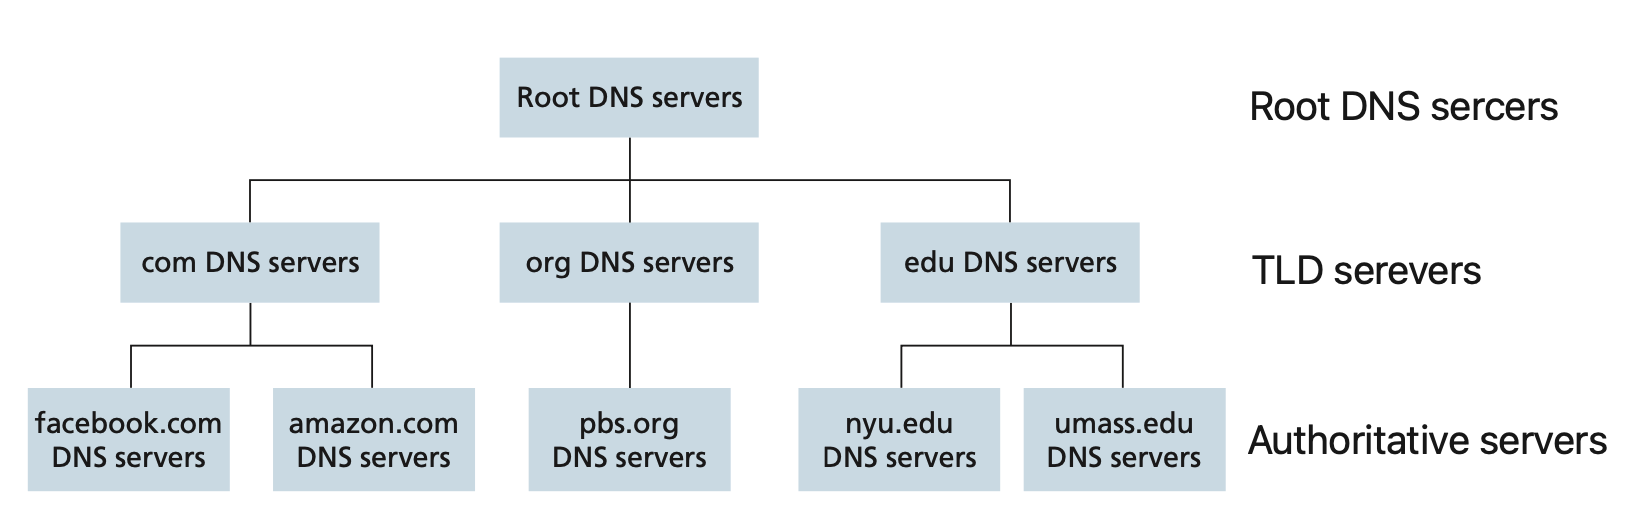 Root DNS servers
Root DNS sercers
com DNS servers
org DNS servers
edu DNS servers
TLD serevers
facebook.com
DNS servers
amazon.com
DNS servers
pbs.org
DNS servers
nyu.edu
DNS servers
umass.edu
DNS servers
Authoritative servers